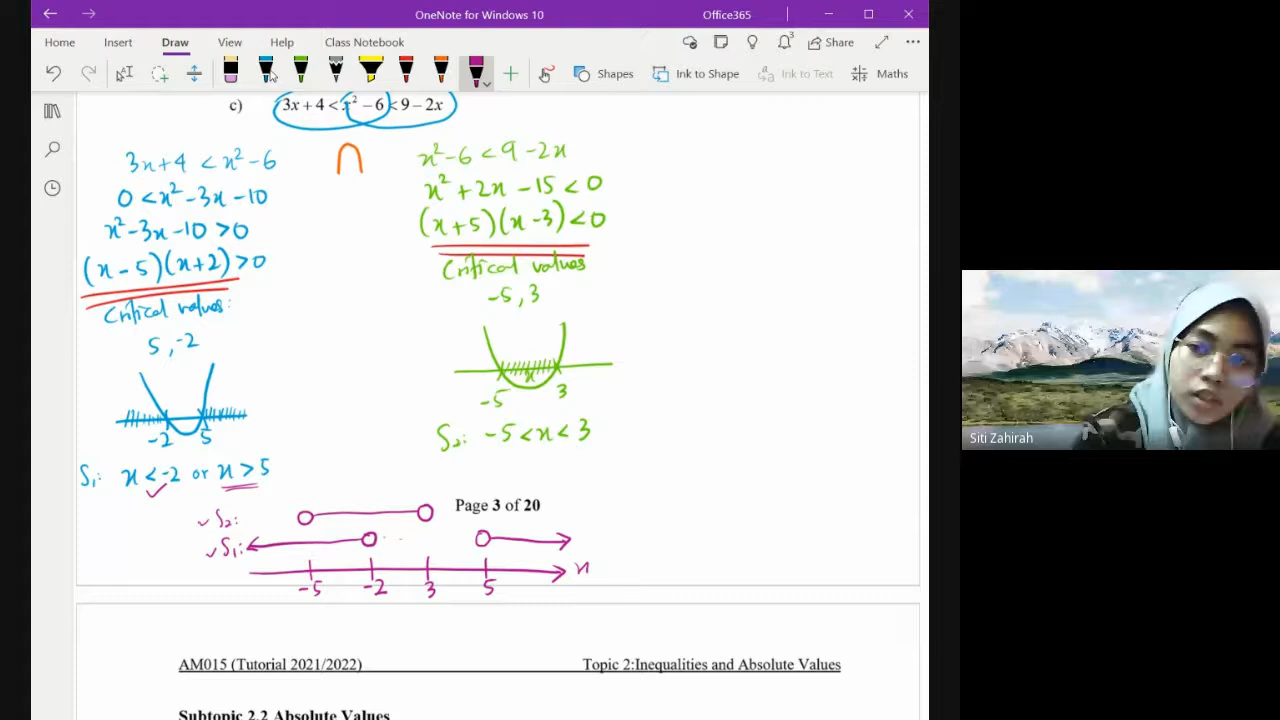 OneNote for Windows 10
Office365
Home Insert Draw View Help Class Notebook
Share
Shapes Ink to Shape Ink to Text Maths
c) 3x + 4 < x² − 6 < 9 − 2x
3x+4 < x²-6
0 < x²-3x-10
x²-3x-10 >0
(x-5)(x+2) >0
Critical values:
5, -2
-2 5
S₁: x < -2 or x > 5
∩
x²-6 < 9-2x
x²+2x-15 < 0
(x+5)(x-3) < 0
Critical values
-5, 3
-5 3
S₂: -5 < x < 3
Page 3 of 20
S₂:
S₁:
-5 -2 3 5 x
AM015 (Tutorial 2021/2022) Topic 2:Inequalities and Absolute Values
Subtopic 2.2 Absolute Values
Siti Zahirah